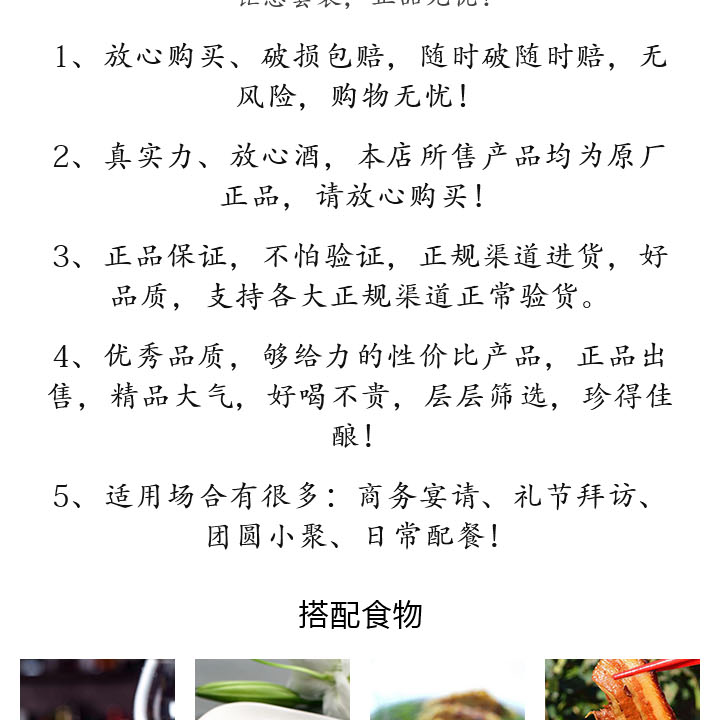 1、放心购买、破损包赔，随时破随时赔，无
风险，购物无忧！
2、真实力、放心酒，本店所售产品均为原厂
正品，请放心购买！
3、正品保证，不怕验证，正规渠道进货，好
品质，支持各大正规渠道正常验货。
4、优秀品质，够给力的性价比产品，正品出
售，精品大气，好喝不贵，层层筛选，珍得佳
酿！
5、适用场合有很多：商务宴请、礼节拜访、
团圆小聚、日常配餐！
搭配食物